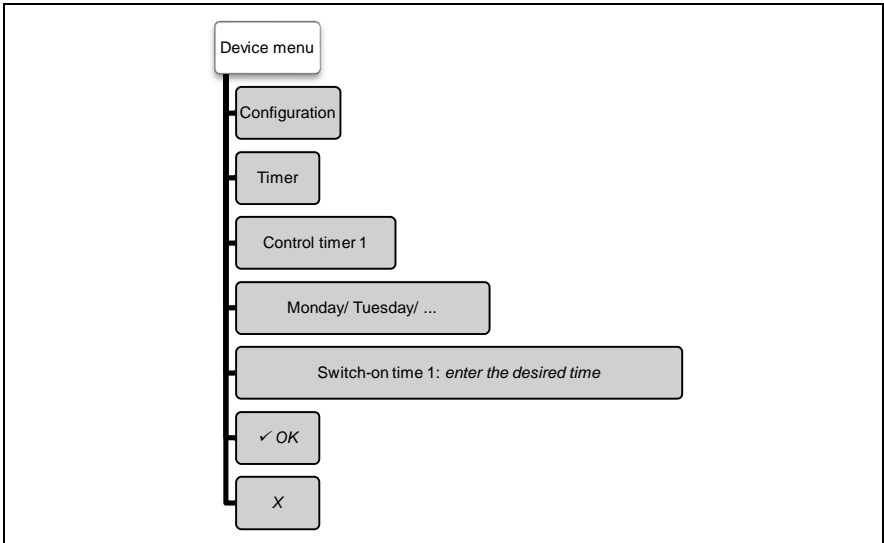 Device menu
Configuration
Timer
Control timer 1
Monday/ Tuesday/ ...
Switch-on time 1: enter the desired time
✓ OK
X